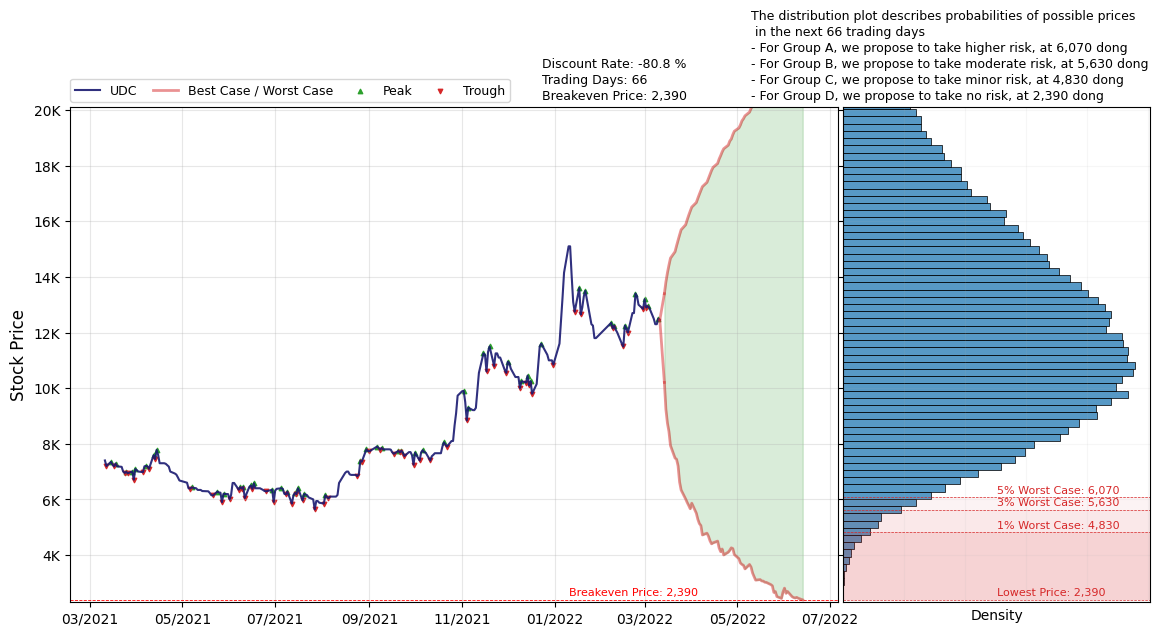 The distribution plot describes probabilities of possible prices
in the next 66 trading days
- For Group A, we propose to take higher risk, at 6,070 dong
- For Group B, we propose to take moderate risk, at 5,630 dong
- For Group C, we propose to take minor risk, at 4,830 dong
- For Group D, we propose to take no risk, at 2,390 dong
Discount Rate: -80.8 %
Trading Days: 66
Breakeven Price: 2,390
UDC Best Case / Worst Case Peak Trough
Stock Price
20K
18K
16K
14K
12K
10K
8K
6K
4K
Breakeven Price: 2,390
03/2021 05/2021 07/2021 09/2021 11/2021 01/2022 03/2022 05/2022 07/2022
5% Worst Case: 6,070
3% Worst Case: 5,630
1% Worst Case: 4,830
Lowest Price: 2,390
Density